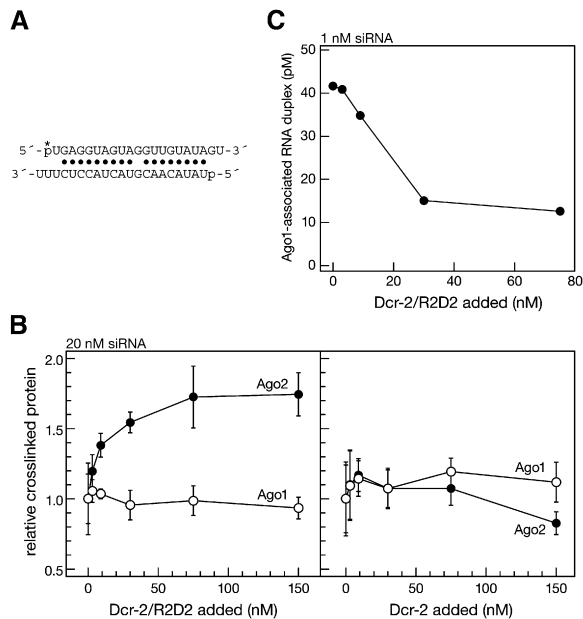 A
*
5´-pUGAGGUAGUAGGUUGUAUAGU-3´
3´-UUUCUCCAUCAUGCAACAUAUp-5´
C
1 nM siRNA
Ago1-associated RNA duplex (pM)
50
40
30
20
10
0
0 20 40 60 80
Dcr-2/R2D2 added (nM)
B
20 nM siRNA
relative crosslinked protein
2.0
1.5
1.0
0.5
Ago2
Ago1
0 50 100 150
Dcr-2/R2D2 added (nM)
Ago1
Ago2
0 50 100 150
Dcr-2 added (nM)